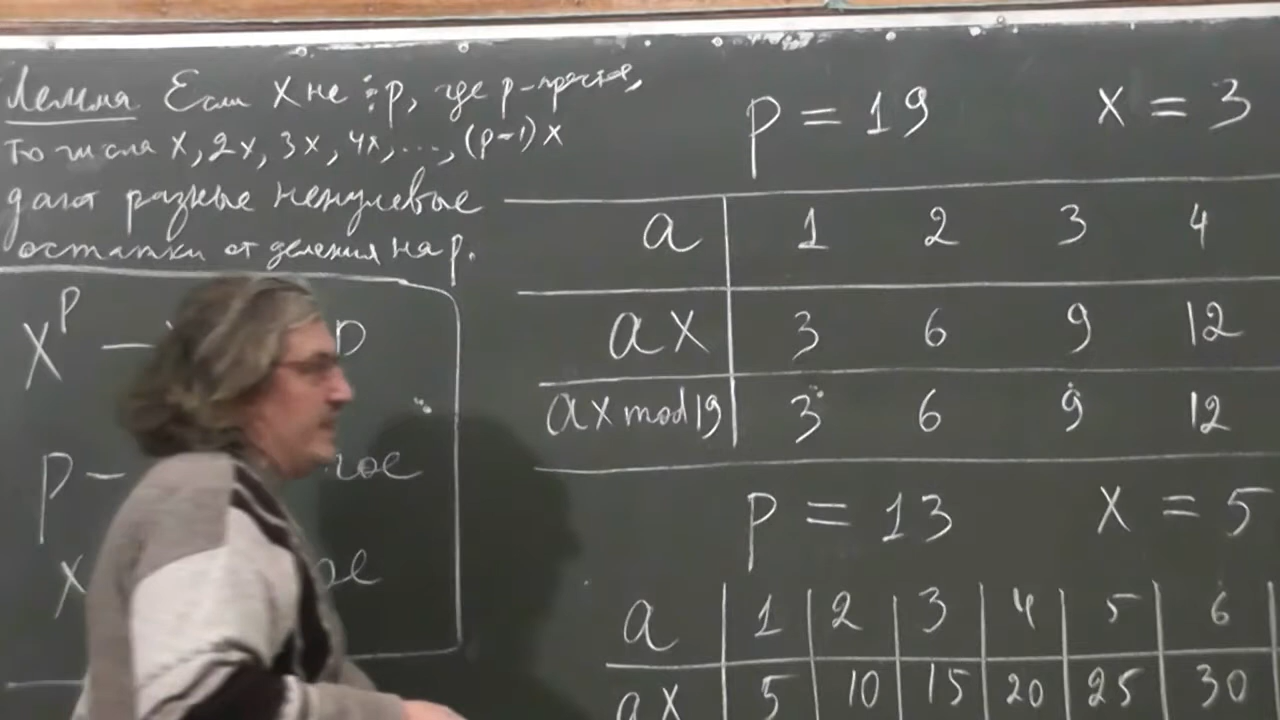 Лемма Если x не ⋮ p, где p-простое,
то числа x, 2x, 3x, 4x, ..., (p-1)x
дают разные ненулевые
остатки от деления на p.
x^p — p
p — гое
x ое
p = 19 x = 3
a 1 2 3 4
ax 3 6 9 12
ax mod 19 3 6 9 12
p = 13 x = 5
a 1 2 3 4 5 6
ax 5 10 15 20 25 30